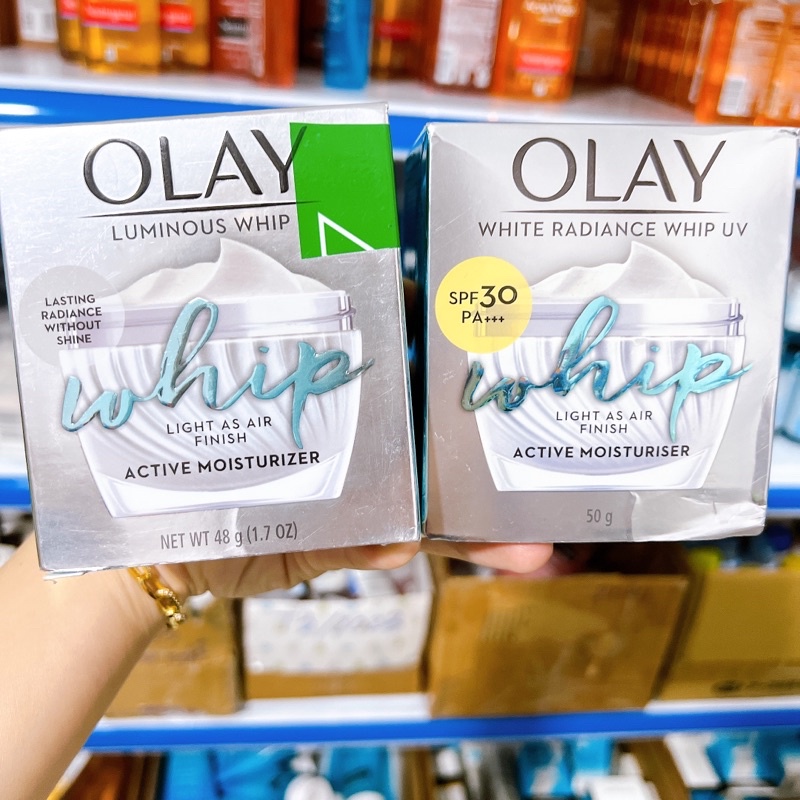 OLAY
LUMINOUS WHIP
LASTING
RADIANCE
WITHOUT
SHINE
whip
LIGHT AS AIR
FINISH
ACTIVE MOISTURIZER
NET WT 48 g (1.7 OZ)
OLAY
WHITE RADIANCE WHIP UV
SPF30
PA+++
whip
LIGHT AS AIR
FINISH
ACTIVE MOISTURISER
50 g